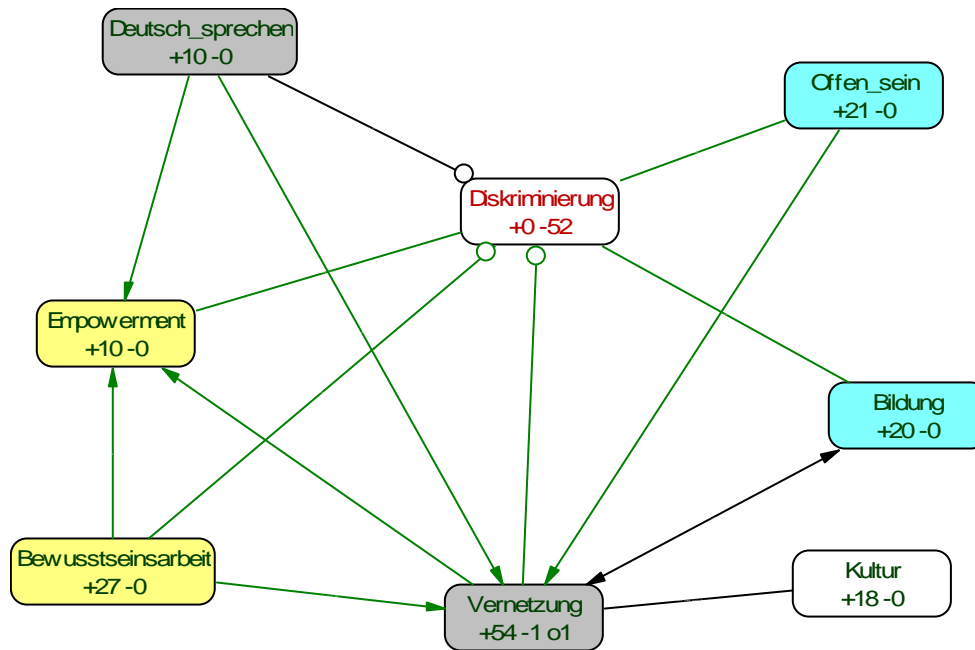 Deutsch_sprechen
+10 -0
Offen_sein
+21 -0
Diskriminierung
+0 -52
Empowerment
+10 -0
Bildung
+20 -0
Bewusstseinsarbeit
+27 -0
Vernetzung
+54 -1 o1
Kultur
+18 -0